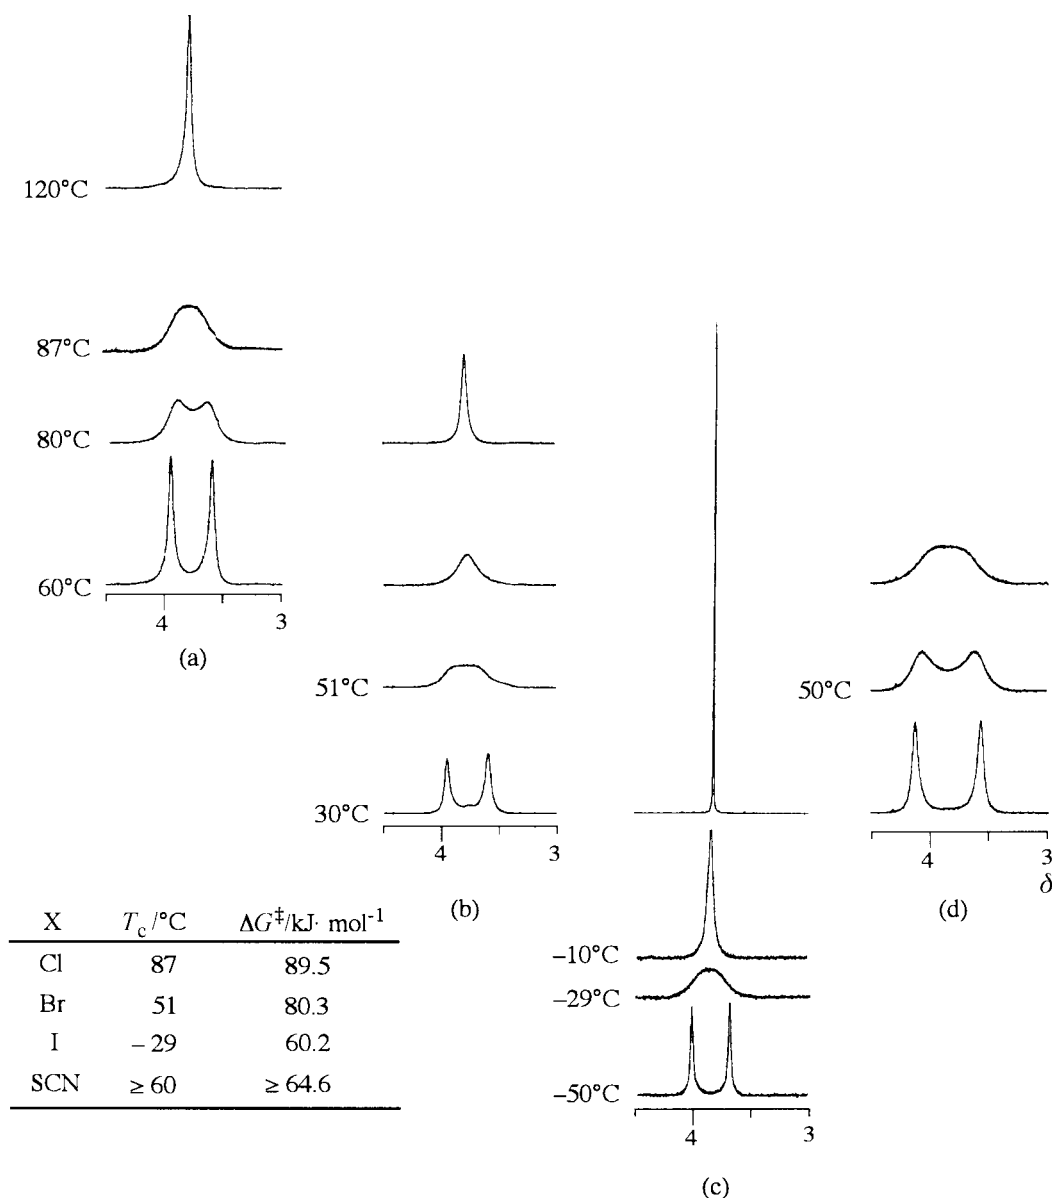 120°C
87°C
80°C
60°C
4 3
(a)
51°C
30°C
4 3
(b)
−10°C
−29°C
−50°C
4 3
(c)
50°C
4 3
δ
(d)
X Tc/°C ΔG‡/kJ· mol-1
Cl 87 89.5
Br 51 80.3
I −29 60.2
SCN ≥ 60 ≥ 64.6